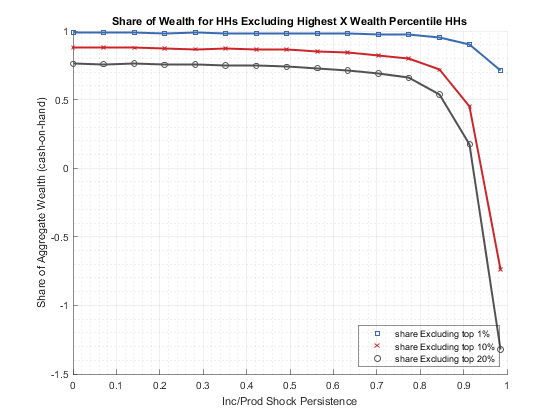 Share of Wealth for HHs Excluding Highest X Wealth Percentile HHs
Share of Aggregate Wealth (cash-on-hand)
1
0.5
0
-0.5
-1
-1.5
0 0.1 0.2 0.3 0.4 0.5 0.6 0.7 0.8 0.9 1
Inc/Prod Shock Persistence
share Excluding top 1%
share Excluding top 10%
share Excluding top 20%